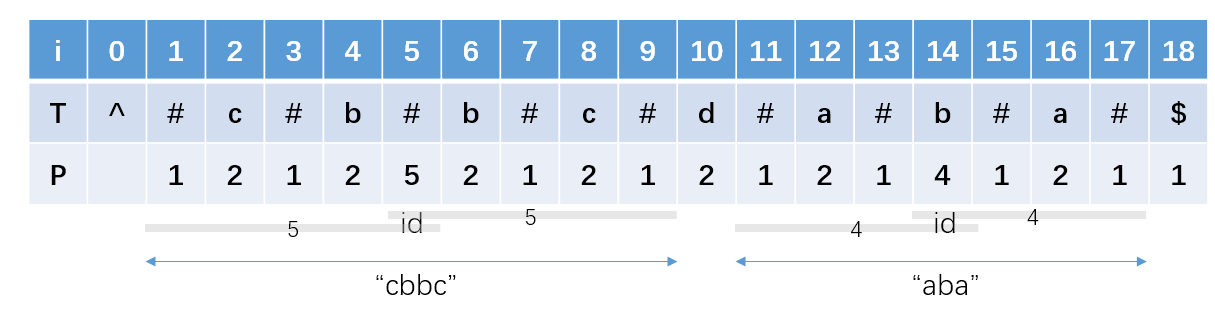 i 0 1 2 3 4 5 6 7 8 9 10 11 12 13 14 15 16 17 18
T ^ # c # b # b # c # d # a # b # a # $
P 1 2 1 2 5 2 1 2 1 2 1 2 1 4 1 2 1 1
5 id 5 4 id 4
“cbbc” “aba”